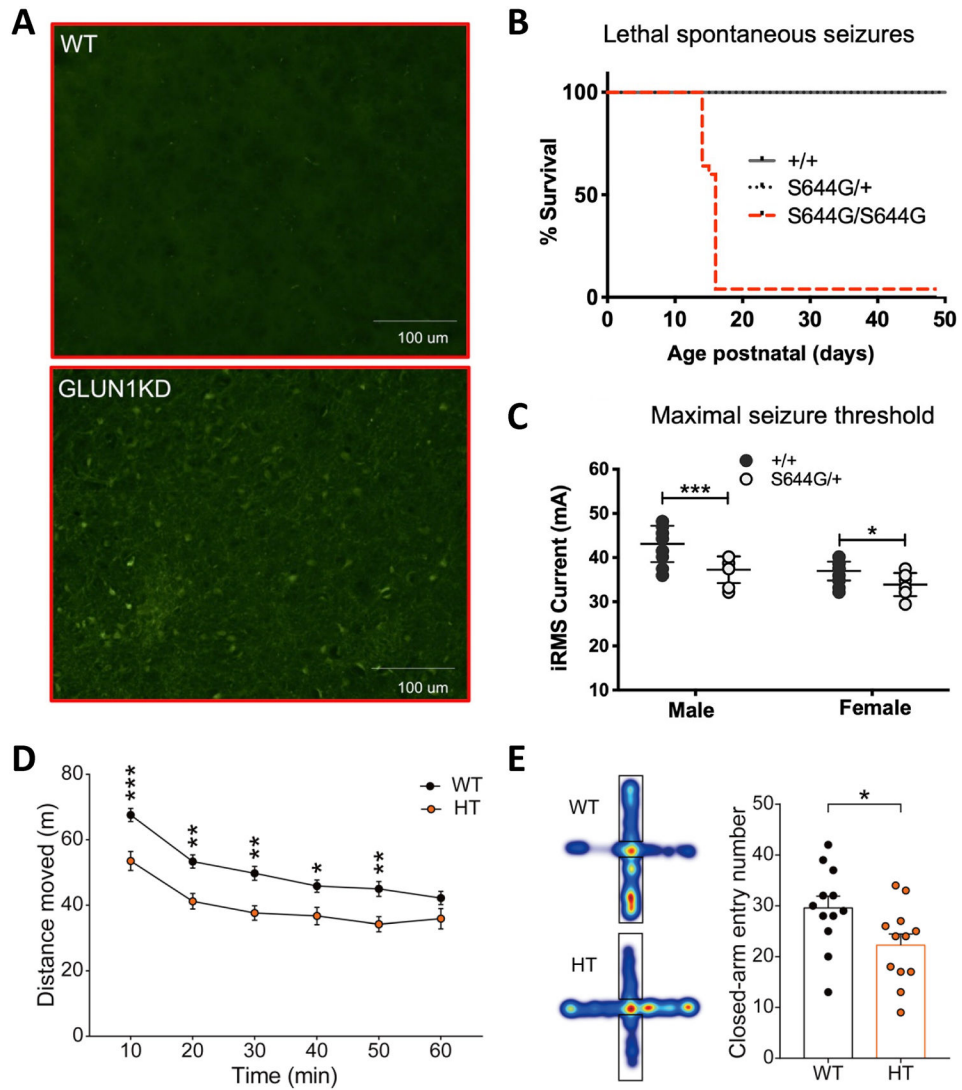 A
WT
100 um
GLUN1KD
100 um
B
Lethal spontaneous seizures
% Survival
100
50
0
+/+
S644G/+
S644G/S644G
0 10 20 30 40 50
Age postnatal (days)
C
Maximal seizure threshold
iRMS Current (mA)
60
50
40
30
20
10
+/+
S644G/+
***
*
Male Female
D
Distance moved (m)
80
60
40
20
0
WT
HT
*** ** ** * **
10 20 30 40 50 60
Time (min)
E
WT
HT
Closed-arm entry number
50
40
30
20
10
0
*
WT HT